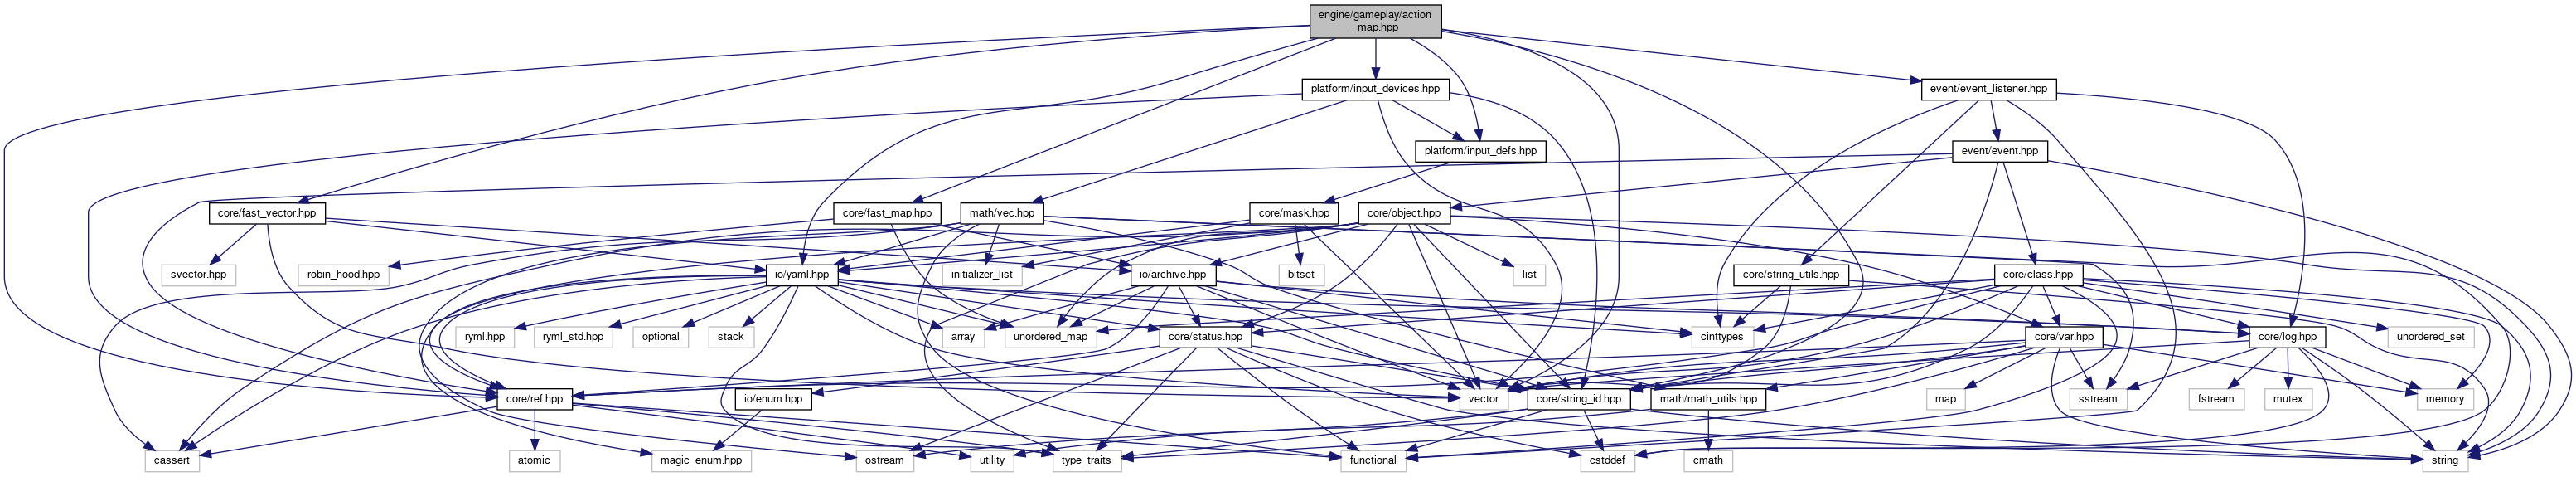 engine/gameplay/action
_map.hpp
platform/input_devices.hpp
event/event_listener.hpp
platform/input_defs.hpp
event/event.hpp
core/fast_vector.hpp
core/fast_map.hpp
math/vec.hpp
core/mask.hpp
core/object.hpp
svector.hpp
robin_hood.hpp
io/yaml.hpp
initializer_list
io/archive.hpp
bitset
list
core/string_utils.hpp
core/class.hpp
ryml.hpp
ryml_std.hpp
optional
stack
array
unordered_map
core/status.hpp
cinttypes
core/var.hpp
core/log.hpp
unordered_set
core/ref.hpp
io/enum.hpp
vector
core/string_id.hpp
math/math_utils.hpp
map
sstream
fstream
mutex
memory
cassert
atomic
magic_enum.hpp
ostream
utility
type_traits
functional
cstddef
cmath
string